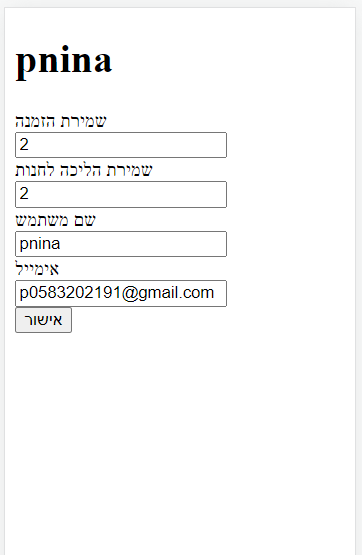 pnina
שמירת הזמנה
2
שמירת הליכה לחנות
2
שם משתמש
pnina
אימייל
p0583202191@gmail.com
אישור